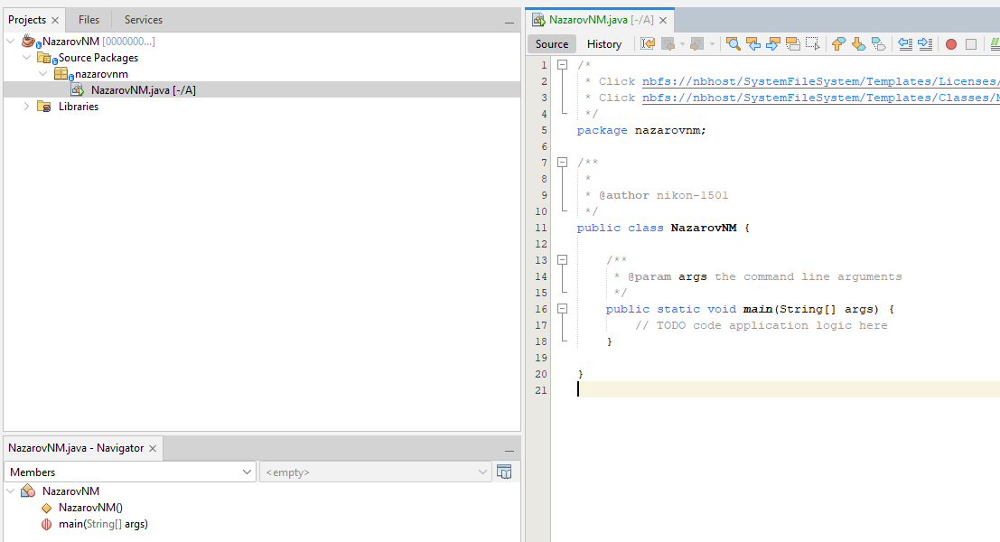 Projects Files Services
NazarovNM [0000000...]
Source Packages
nazarovnm
NazarovNM.java [-/A]
Libraries
NazarovNM.java - Navigator
Members <empty>
NazarovNM
NazarovNM()
main(String[] args)
NazarovNM.java [-/A]
Source History
1 /*
2 * Click nbfs://nbhost/SystemFileSystem/Templates/Licenses/
3 * Click nbfs://nbhost/SystemFileSystem/Templates/Classes/
4 */
5 package nazarovnm;
6
7 /**
8 *
9 * @author nikon-1501
10 */
11 public class NazarovNM {
12
13 /**
14 * @param args the command line arguments
15 */
16 public static void main(String[] args) {
17 // TODO code application logic here
18 }
19
20 }
21